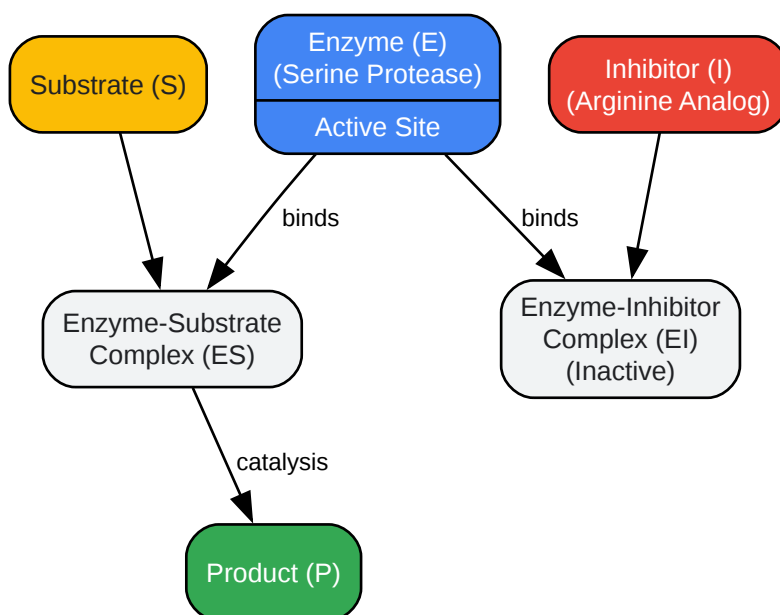 Substrate (S)
Enzyme (E)
(Serine Protease)
Active Site
Inhibitor (I)
(Arginine Analog)
binds
binds
Enzyme-Substrate
Complex (ES)
Enzyme-Inhibitor
Complex (EI)
(Inactive)
catalysis
Product (P)